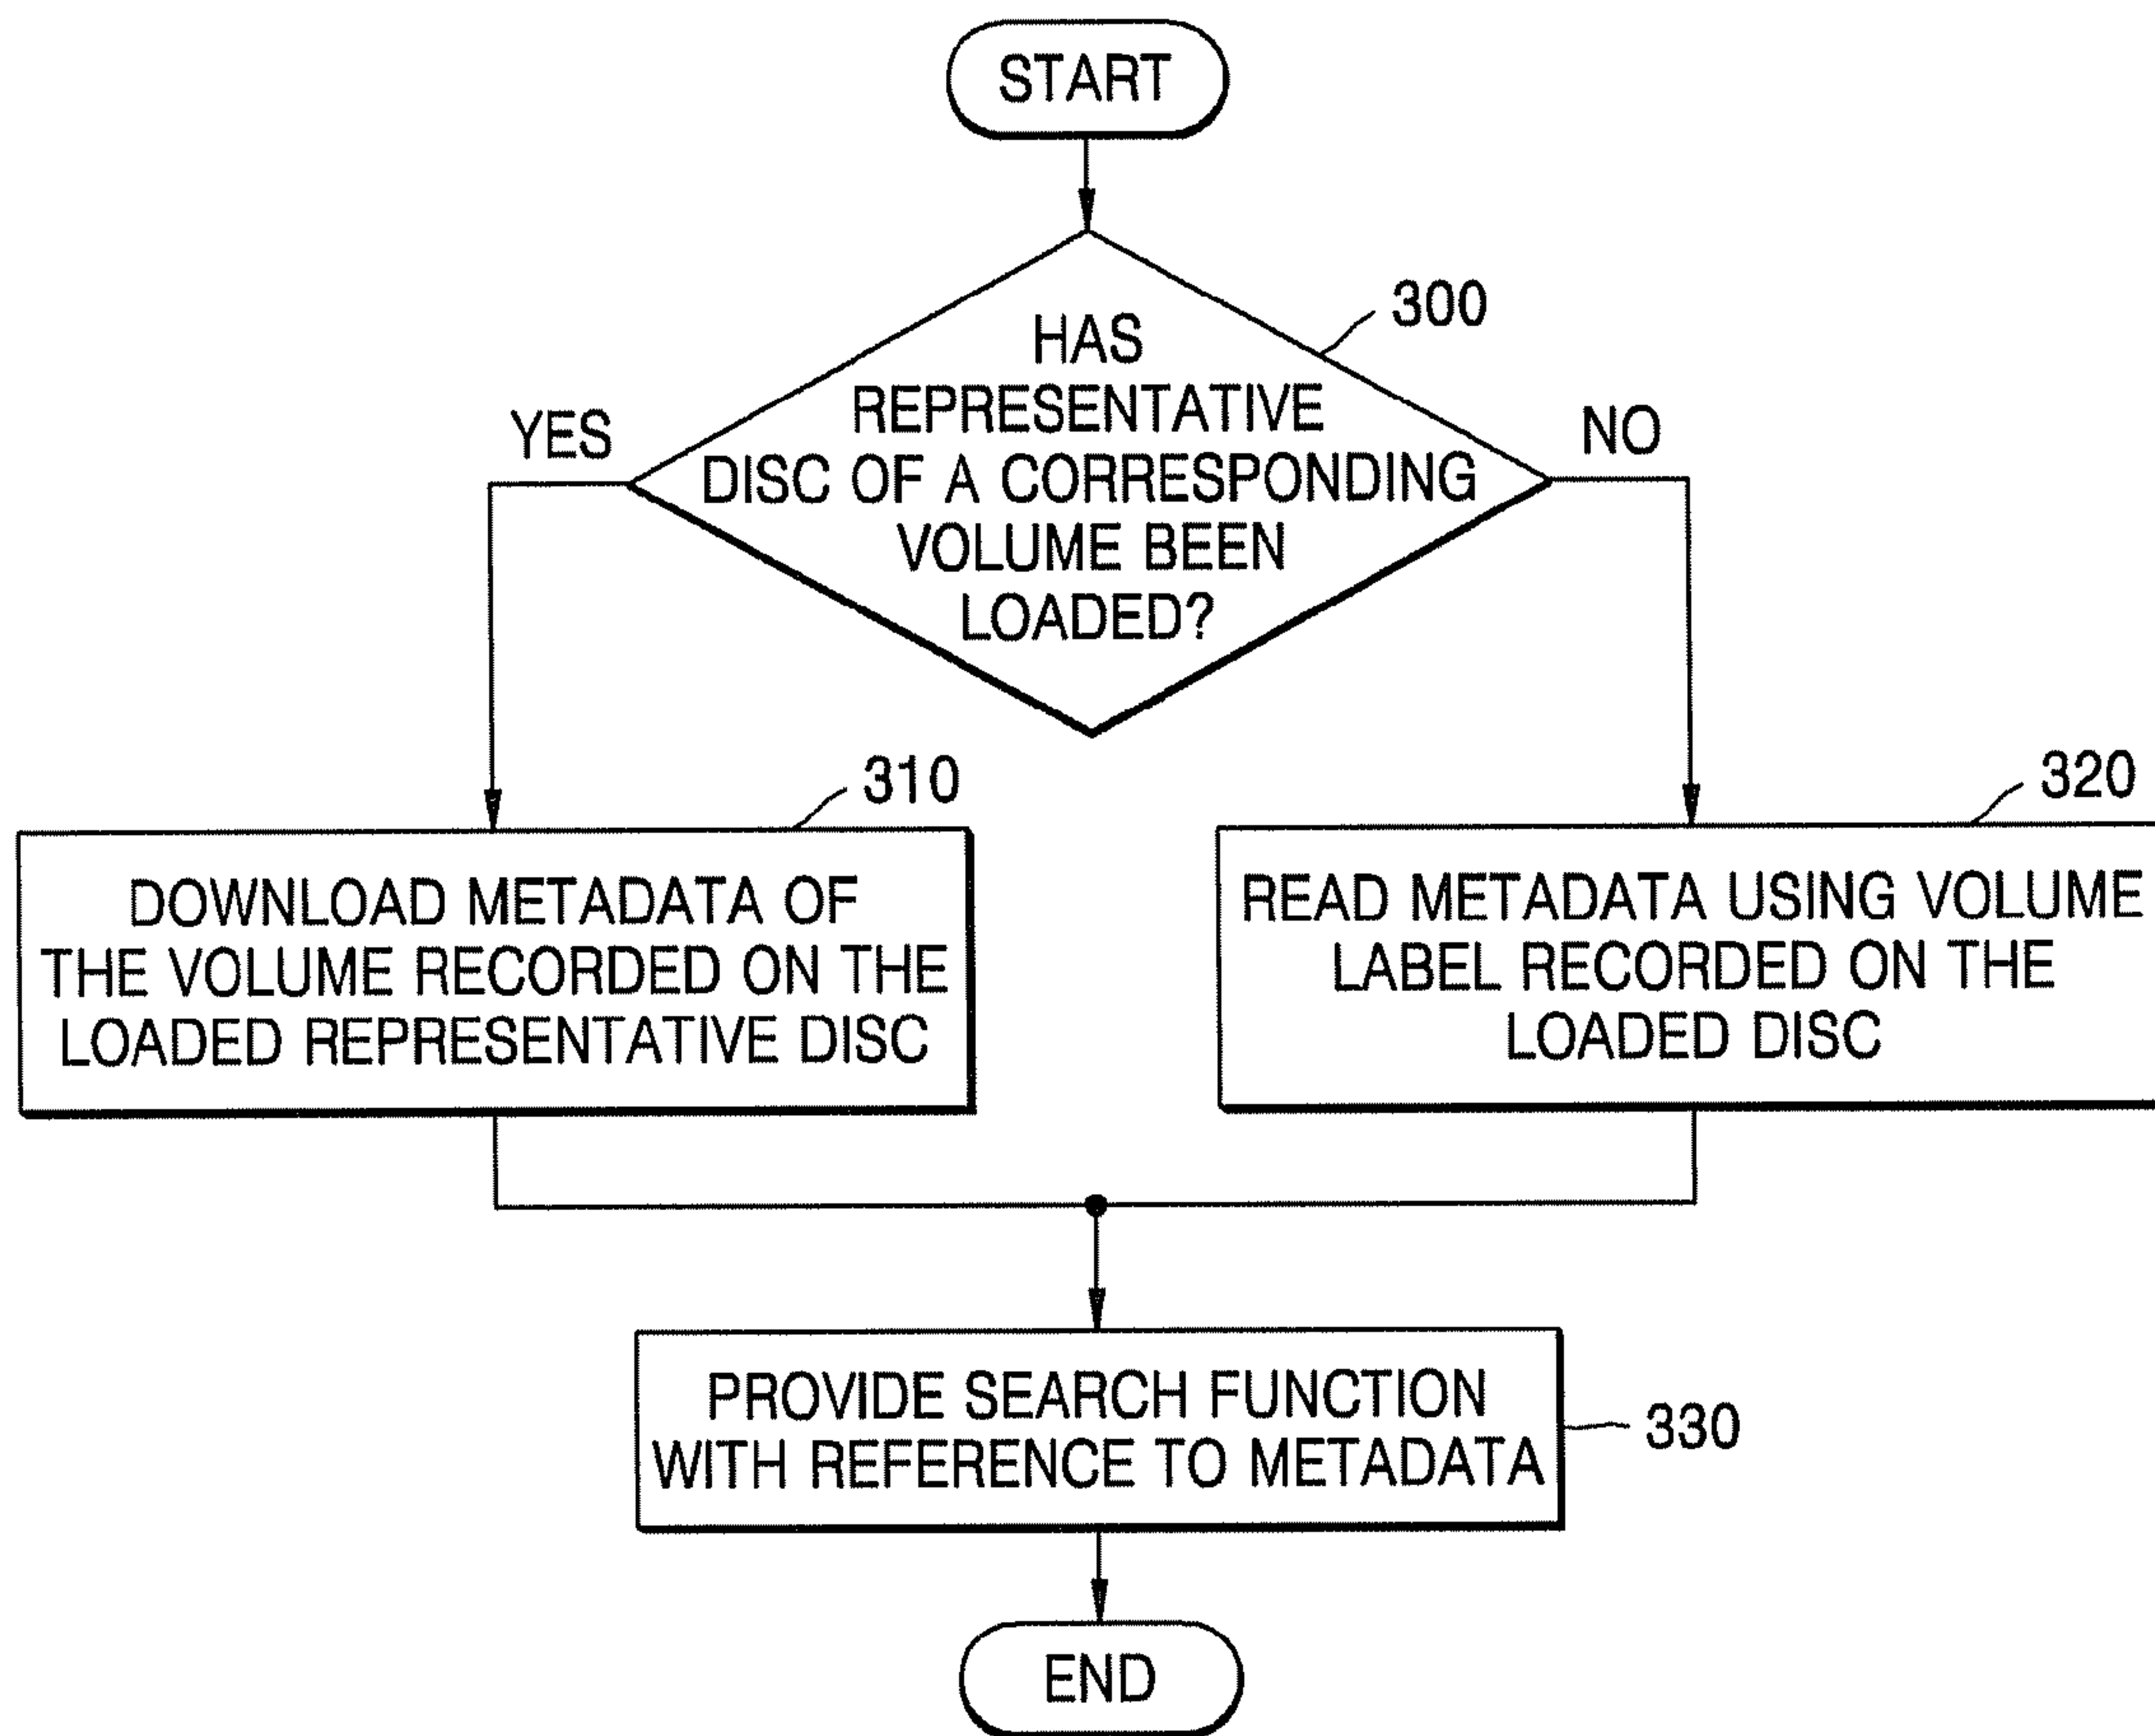 START
300
HAS
REPRESENTATIVE
DISC OF A CORRESPONDING
VOLUME BEEN
LOADED?
YES
NO
310
DOWNLOAD METADATA OF
THE VOLUME RECORDED ON THE
LOADED REPRESENTATIVE DISC
320
READ METADATA USING VOLUME
LABEL RECORDED ON THE
LOADED DISC
PROVIDE SEARCH FUNCTION
WITH REFERENCE TO METADATA
330
END